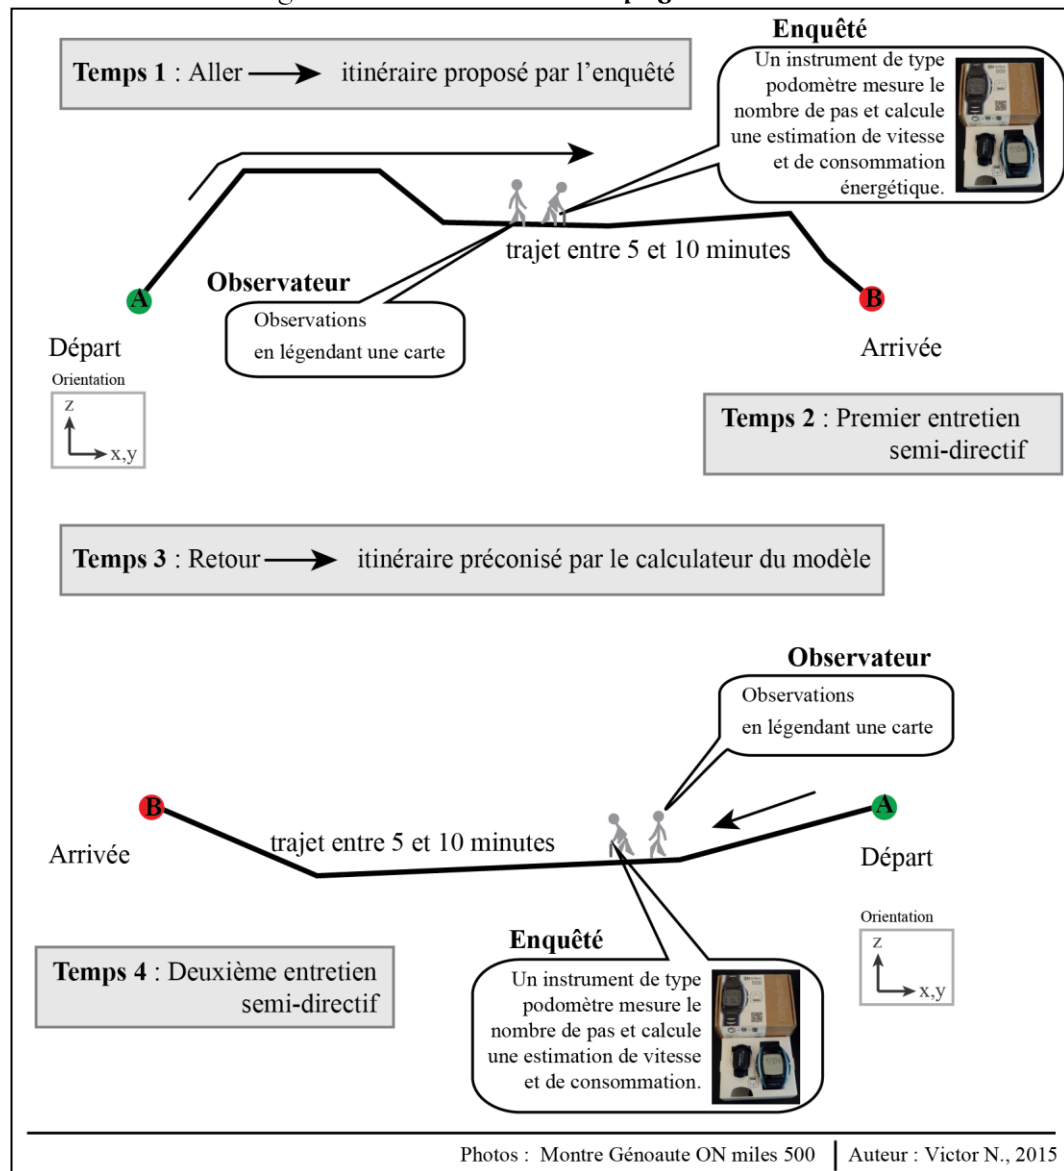 Enquêté
Temps 1 : Aller itinéraire proposé par l'enquêté
Un instrument de type
podomètre mesure le
nombre de pas et calcule
une estimation de vitesse
et de consommation
énergétique.
trajet entre 5 et 10 minutes
Observateur
Observations
en légendant une carte
A
B
Départ
Arrivée
Orientation
z
x,y
Temps 2 : Premier entretien
semi-directif
Temps 3 : Retour itinéraire préconisé par le calculateur du modèle
Observateur
Observations
en légendant une carte
B
A
trajet entre 5 et 10 minutes
Arrivée
Départ
Orientation
z
x,y
Enquêté
Temps 4 : Deuxième entretien
semi-directif
Un instrument de type
podomètre mesure le
nombre de pas et calcule
une estimation de vitesse
et de consommation.
Photos : Montre Génoaute ON miles 500 Auteur : Victor N., 2015